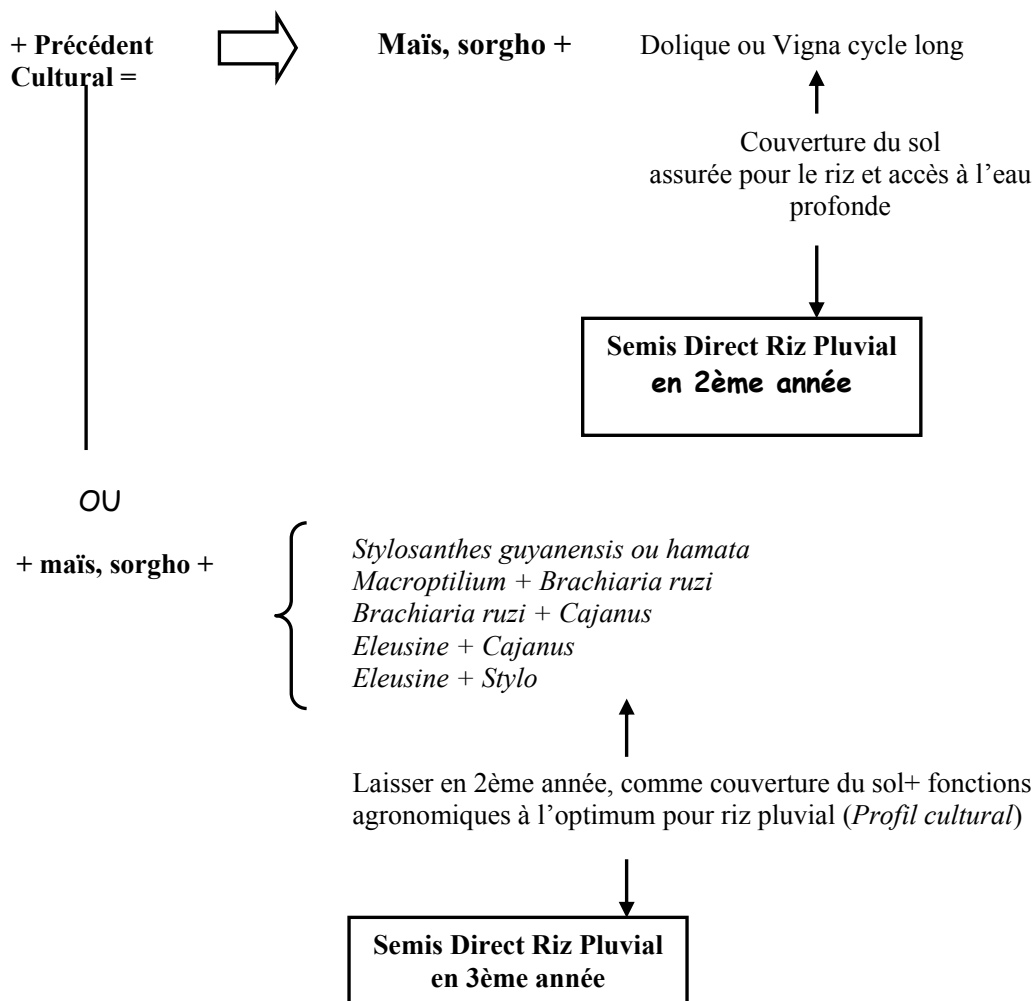 + Précédent
Cultural =
Maïs, sorgho +
Dolique ou Vigna cycle long
Couverture du sol
assurée pour le riz et accès à l’eau
profonde
Semis Direct Riz Pluvial
en 2ème année
OU
+ maïs, sorgho +
Stylosanthes guyanensis ou hamata
Macroptilium + Brachiaria ruzi
Brachiaria ruzi + Cajanus
Eleusine + Cajanus
Eleusine + Stylo
Laisser en 2ème année, comme couverture du sol+ fonctions
agronomiques à l’optimum pour riz pluvial (Profil cultural)
Semis Direct Riz Pluvial
en 3ème année